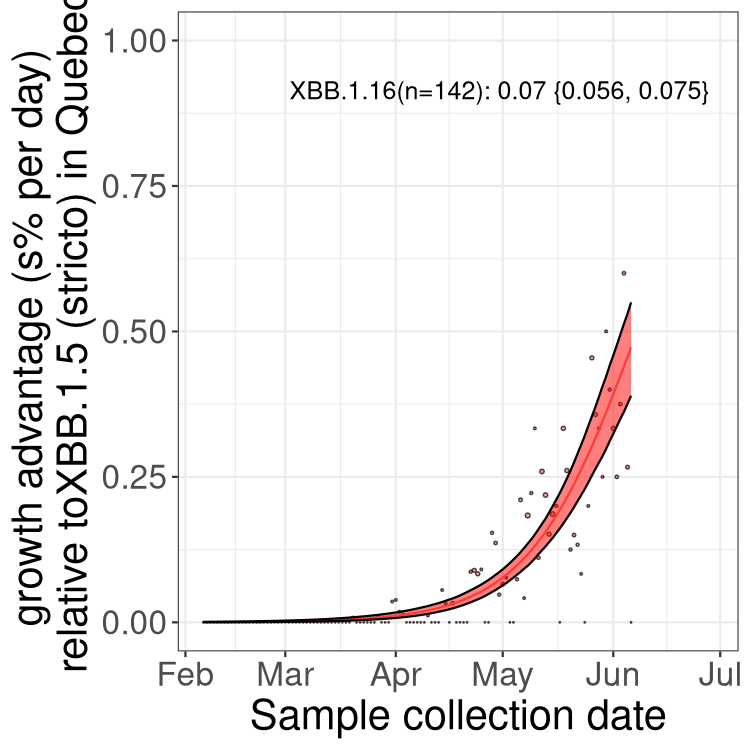 growth advantage (s% per day)
relative toXBB.1.5 (stricto) in Quebec
1.00
0.75
0.50
0.25
0.00
XBB.1.16(n=142): 0.07 {0.056, 0.075}
Feb Mar Apr May Jun Jul
Sample collection date